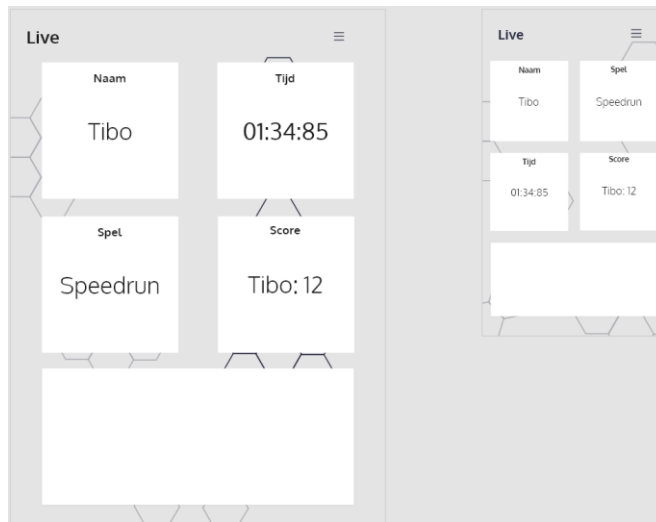 Live
Naam
Tibo
Tijd
01:34:85
Spel
Speedrun
Score
Tibo: 12
Live
Naam
Tibo
Spel
Speedrun
Tijd
01:34:85
Score
Tibo: 12